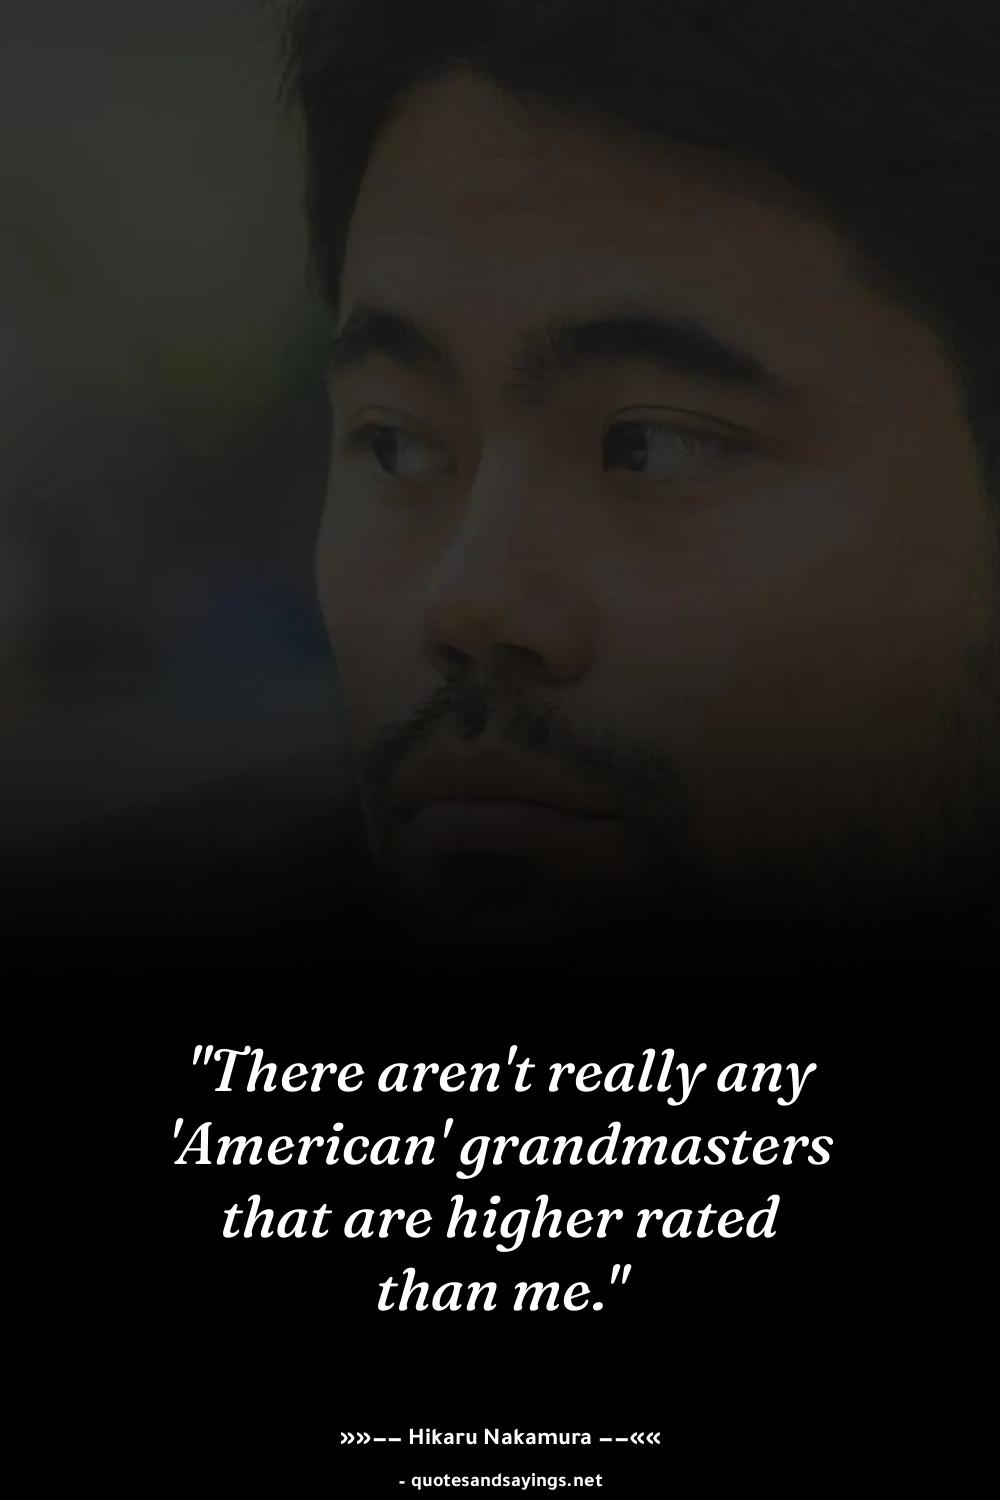 "There aren't really any
'American' grandmasters
that are higher rated
than me."
»»–– Hikaru Nakamura ––««
- quotesandsayings.net